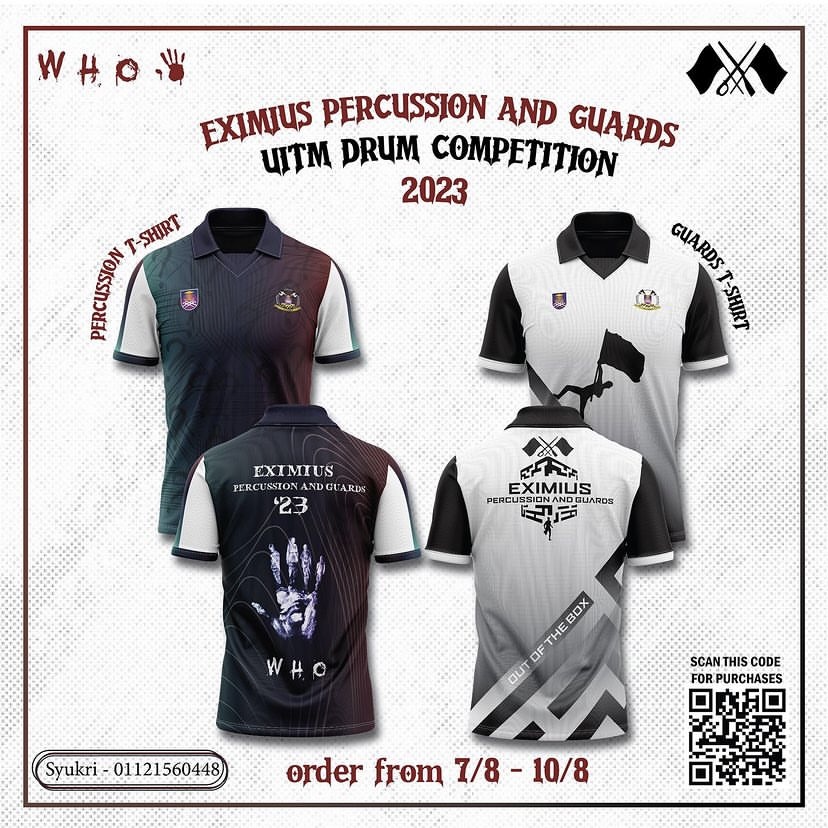 WHO
EXIMIUS PERCUSSION AND GUARDS
UITM DRUM COMPETITION
2023
PERCUSSION T-SHIRT
GUARDS T-SHIRT
EXIMIUS
PERCUSSION AND GUARDS
'23
WHO
EXIMIUS
PERCUSSION AND GUARDS
OUT OF THE BOX
SCAN THIS CODE
FOR PURCHASES
Syukri - 01121560448
order from 7/8 - 10/8